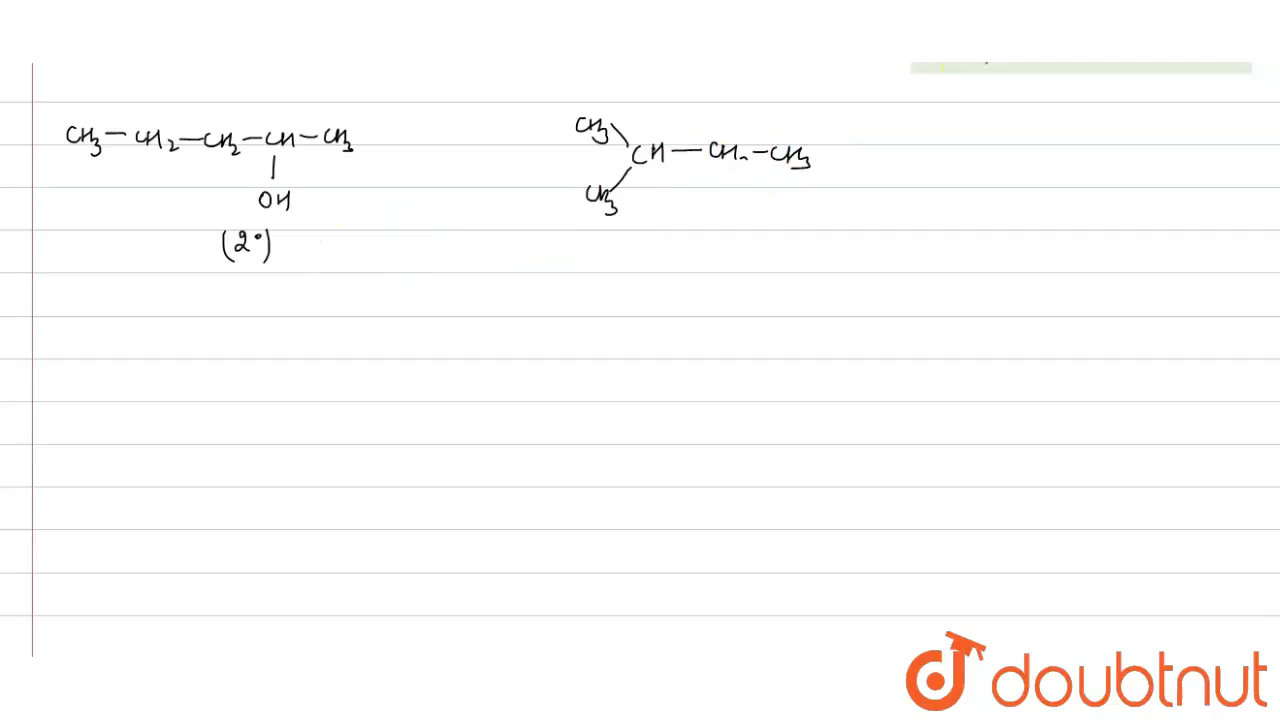 CH3 — CH2 — CH2 — CH — CH3
OH
(2°)
CH3
CH — CH2 — CH3
CH3
doubtnut